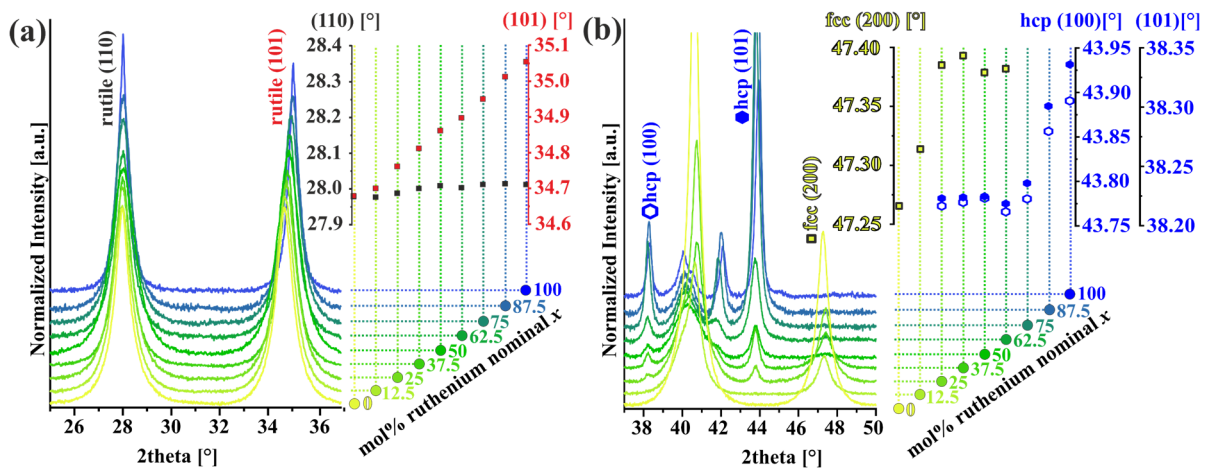 (a)
Normalized Intensity [a.u.]
rutile (110)
rutile (101)
(110) [°]
(101) [°]
28.4
28.3
28.2
28.1
28.0
27.9
35.1
35.0
34.9
34.8
34.7
34.6
100
87.5
75
62.5
50
37.5
25
12.5
0
mol% ruthenium nominal x
26 28 30 32 34 36
2theta [°]
(b)
Normalized Intensity [a.u.]
hcp (100)
hcp (101)
fcc (200)
fcc (200) [°]
hcp (100)[°] (101)[°]
47.40
47.35
47.30
47.25
43.95
43.90
43.85
43.80
43.75
38.35
38.30
38.25
38.20
100
87.5
75
62.5
50
37.5
25
12.5
0
mol% ruthenium nominal x
38 40 42 44 46 48 50
2theta [°]